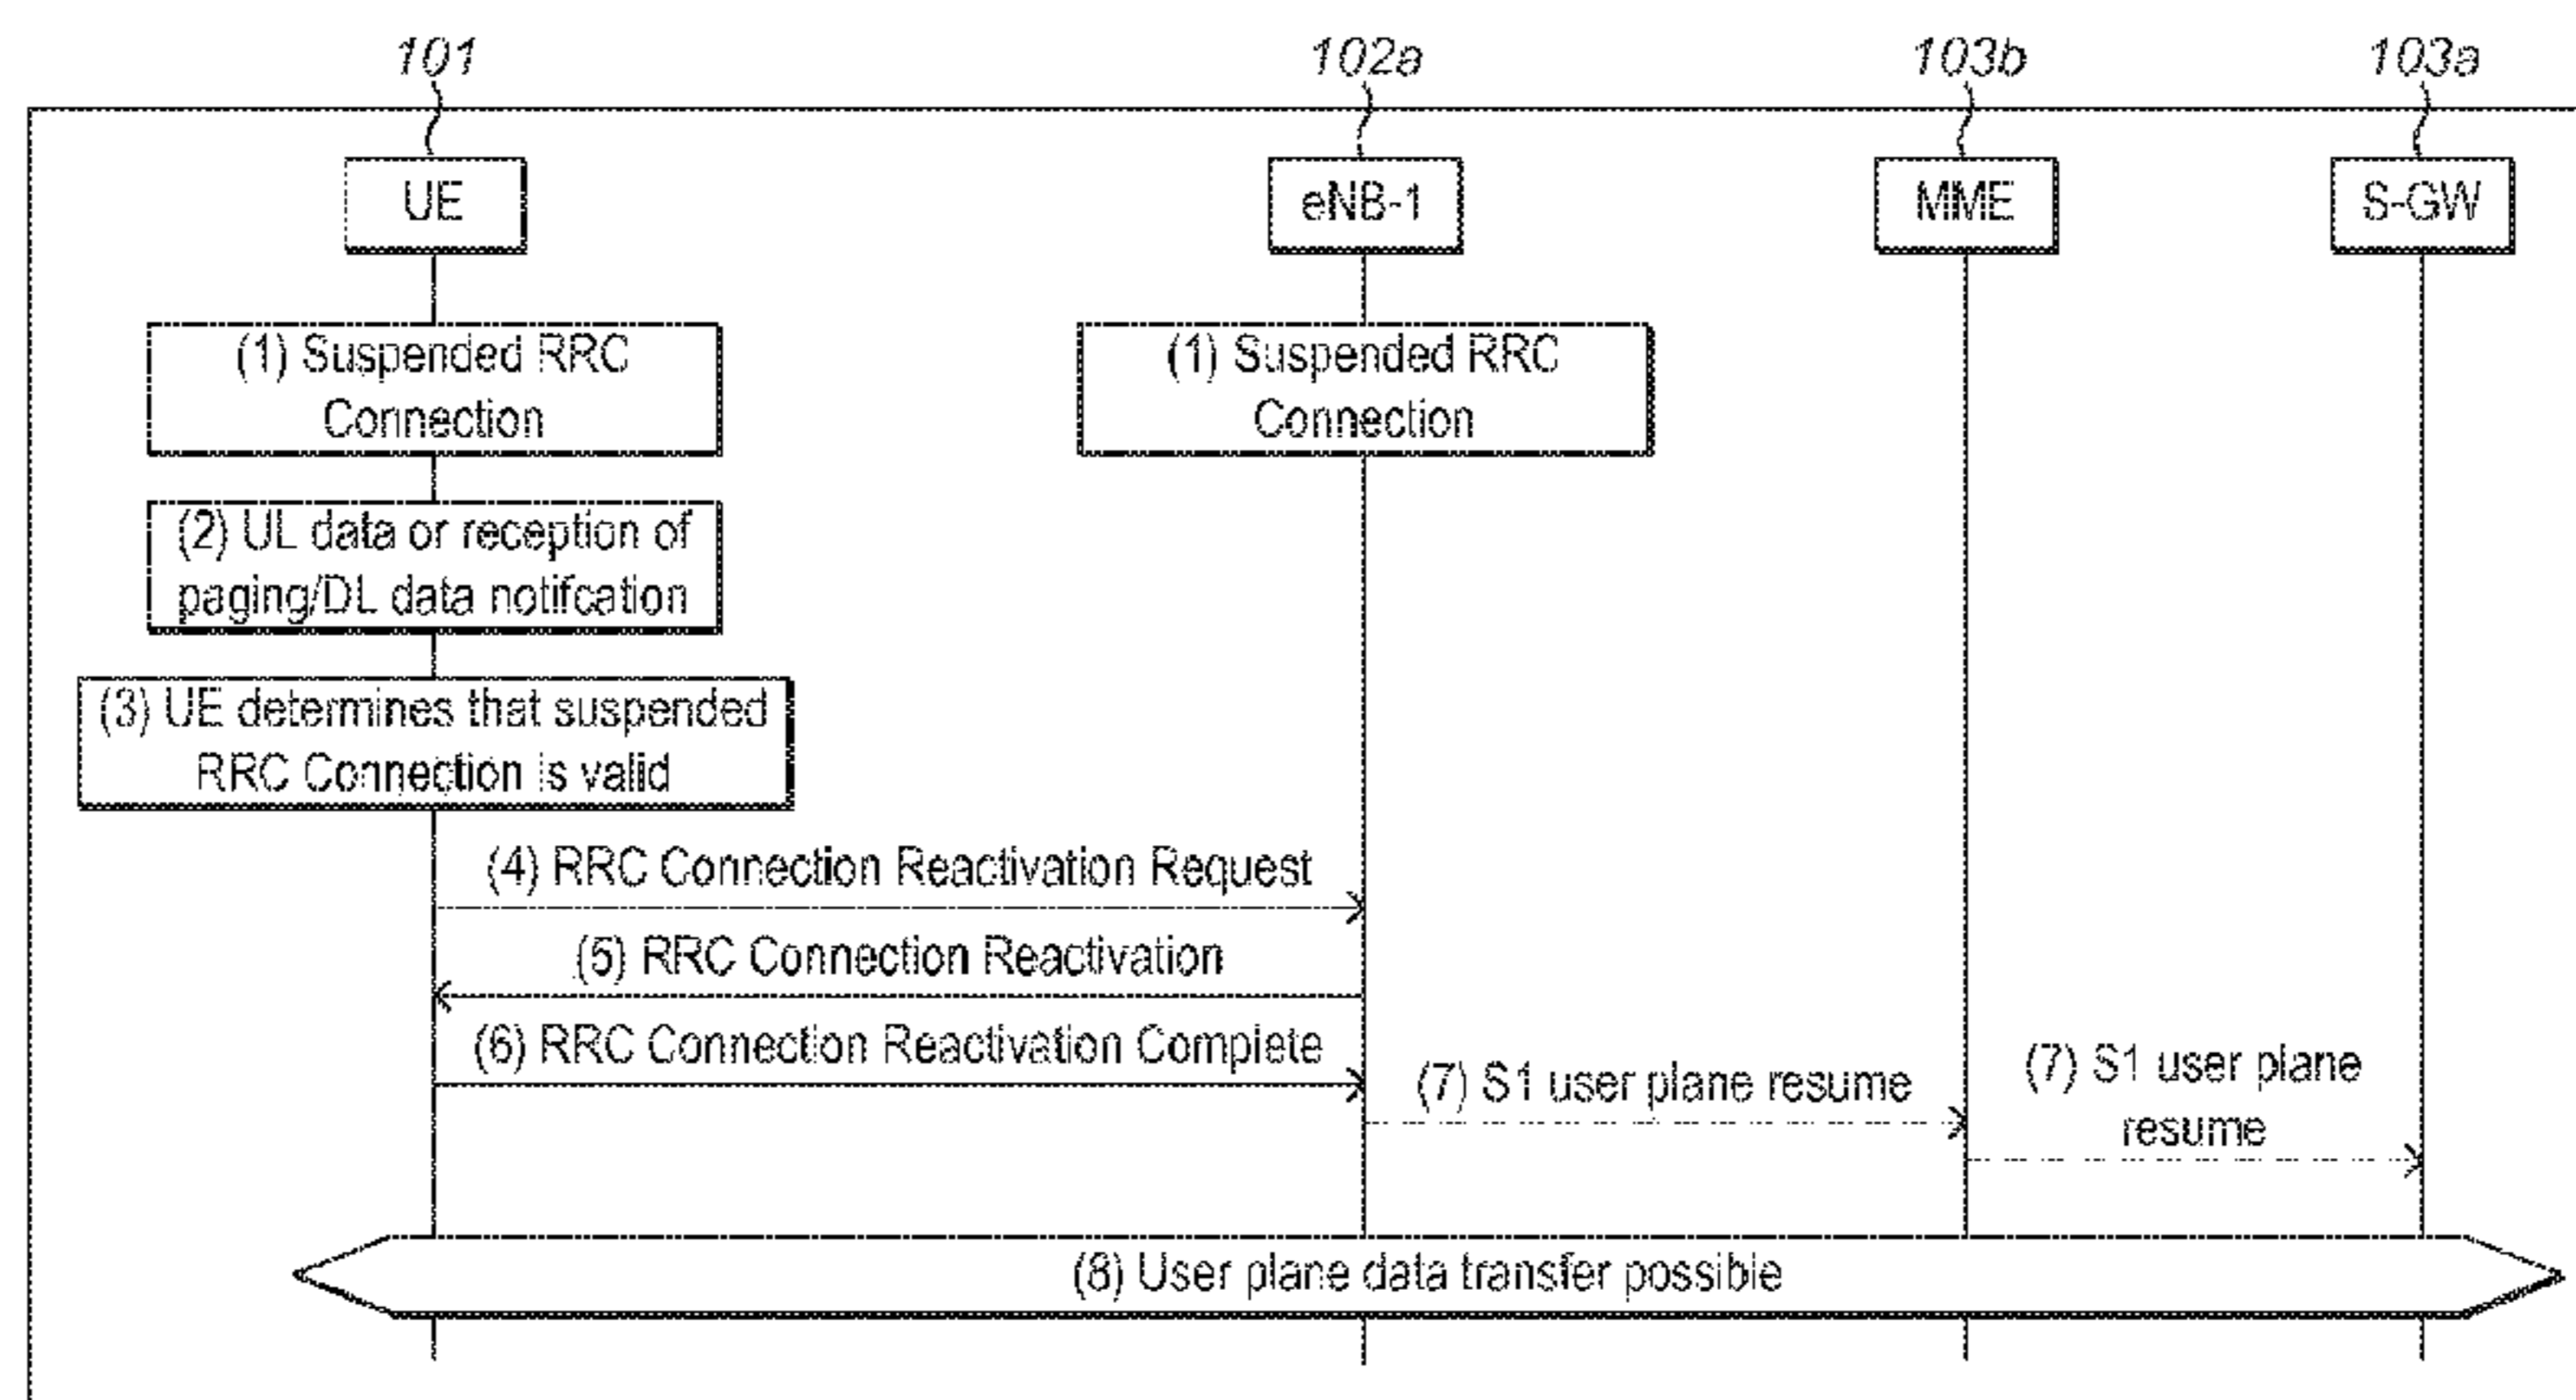 101 102a 103b 103a
UE eNB-1 MME S-GW
(1) Suspended RRC
Connection
(1) Suspended RRC
Connection
(2) UL data or reception of
paging/DL data notifcation
(3) UE determines that suspended
RRC Connection is valid
(4) RRC Connection Reactivation Request
(5) RRC Connection Reactivation
(6) RRC Connection Reactivation Complete
(7) S1 user plane resume
(7) S1 user plane
resume
(8) User plane data transfer possible